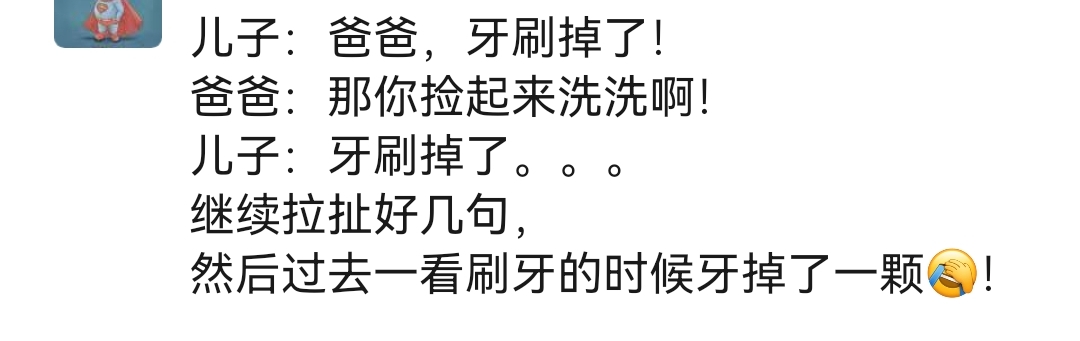 儿子：爸爸，牙刷掉了！
爸爸：那你捡起来洗洗啊！
儿子：牙刷掉了。。。
继续拉扯好几句，
然后过去一看刷牙的时候牙掉了一颗🤦！